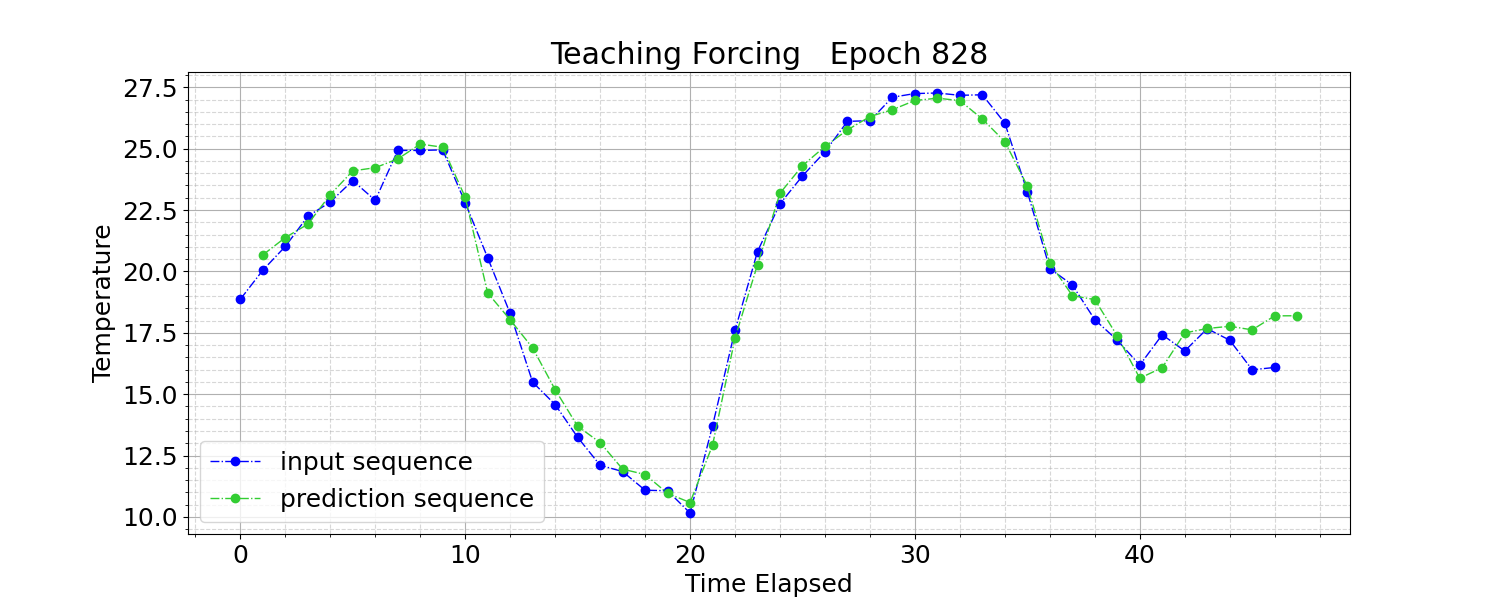 Teaching Forcing   Epoch 828
Temperature
27.5
25.0
22.5
20.0
17.5
15.0
12.5
10.0
input sequence
prediction sequence
0 10 20 30 40
Time Elapsed